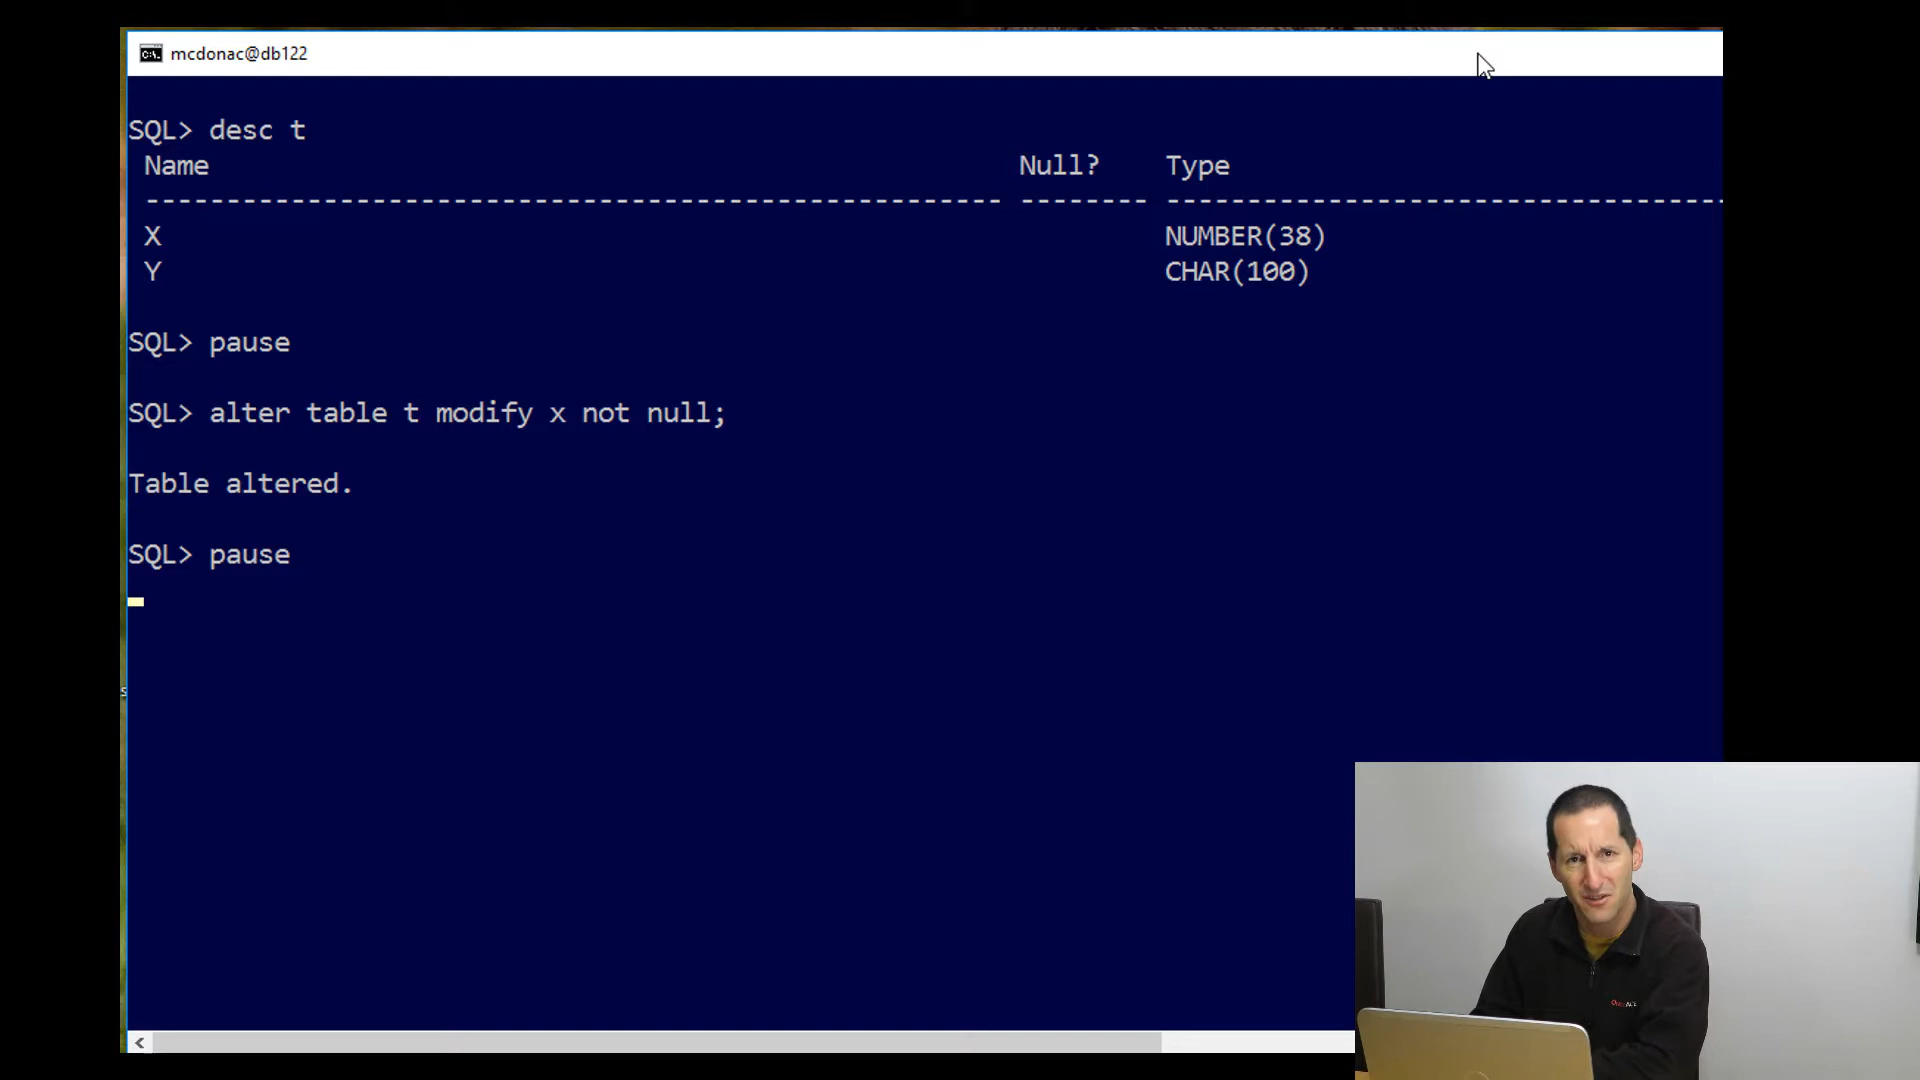 mcdonac@db122
SQL> desc t
Name Null? Type
----------------------------------------------------- -------- ----------------------------------
X NUMBER(38)
Y CHAR(100)
SQL> pause
SQL> alter table t modify x not null;
Table altered.
SQL> pause